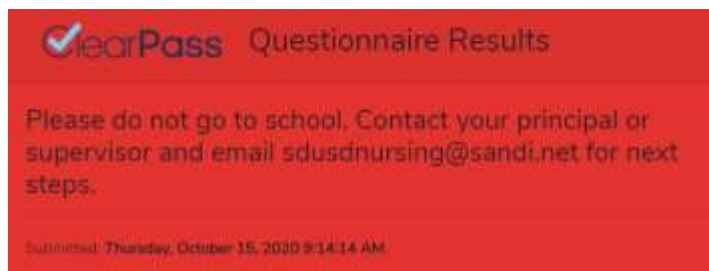 ClearPass Questionnaire Results
Please do not go to school. Contact your principal or
supervisor and email sdusdnursing@sandi.net for next
steps.
Submitted: Thursday, October 15, 2020 9:14:14 AM